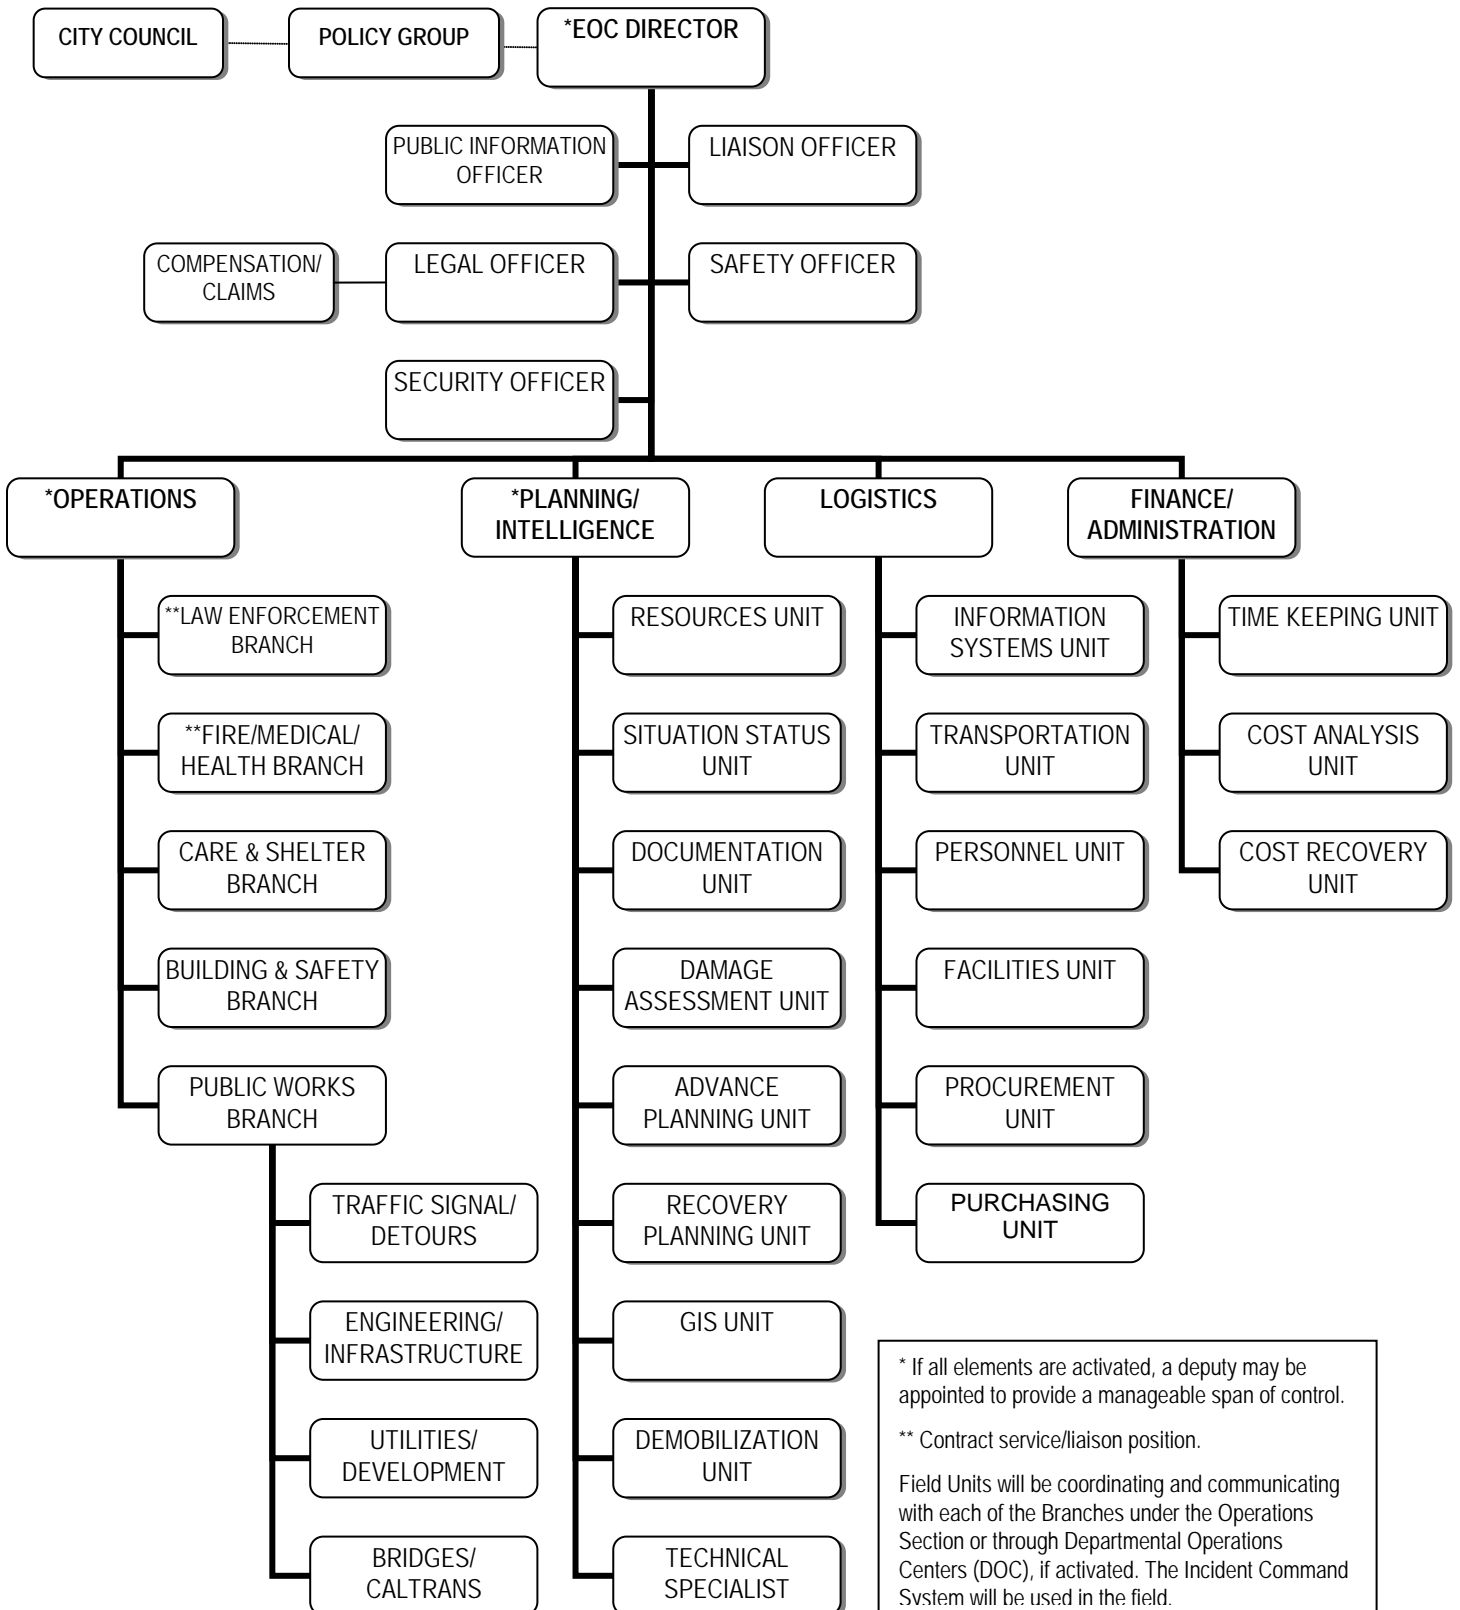 CITY COUNCIL
POLICY GROUP
*EOC DIRECTOR
PUBLIC INFORMATION
OFFICER
LIAISON OFFICER
COMPENSATION/
CLAIMS
LEGAL OFFICER
SAFETY OFFICER
SECURITY OFFICER
*OPERATIONS
*PLANNING/
INTELLIGENCE
LOGISTICS
FINANCE/
ADMINISTRATION
**LAW ENFORCEMENT
BRANCH
**FIRE/MEDICAL/
HEALTH BRANCH
CARE & SHELTER
BRANCH
BUILDING & SAFETY
BRANCH
PUBLIC WORKS
BRANCH
TRAFFIC SIGNAL/
DETOURS
ENGINEERING/
INFRASTRUCTURE
UTILITIES/
DEVELOPMENT
BRIDGES/
CALTRANS
RESOURCES UNIT
SITUATION STATUS
UNIT
DOCUMENTATION
UNIT
DAMAGE
ASSESSMENT UNIT
ADVANCE
PLANNING UNIT
RECOVERY
PLANNING UNIT
GIS UNIT
DEMOBILIZATION
UNIT
TECHNICAL
SPECIALIST
INFORMATION
SYSTEMS UNIT
TRANSPORTATION
UNIT
PERSONNEL UNIT
FACILITIES UNIT
PROCUREMENT
UNIT
PURCHASING
UNIT
TIME KEEPING UNIT
COST ANALYSIS
UNIT
COST RECOVERY
UNIT
* If all elements are activated, a deputy may be
appointed to provide a manageable span of control.
** Contract service/liaison position.
Field Units will be coordinating and communicating
with each of the Branches under the Operations
Section or through Departmental Operations
Centers (DOC), if activated. The Incident Command
System will be used in the field.